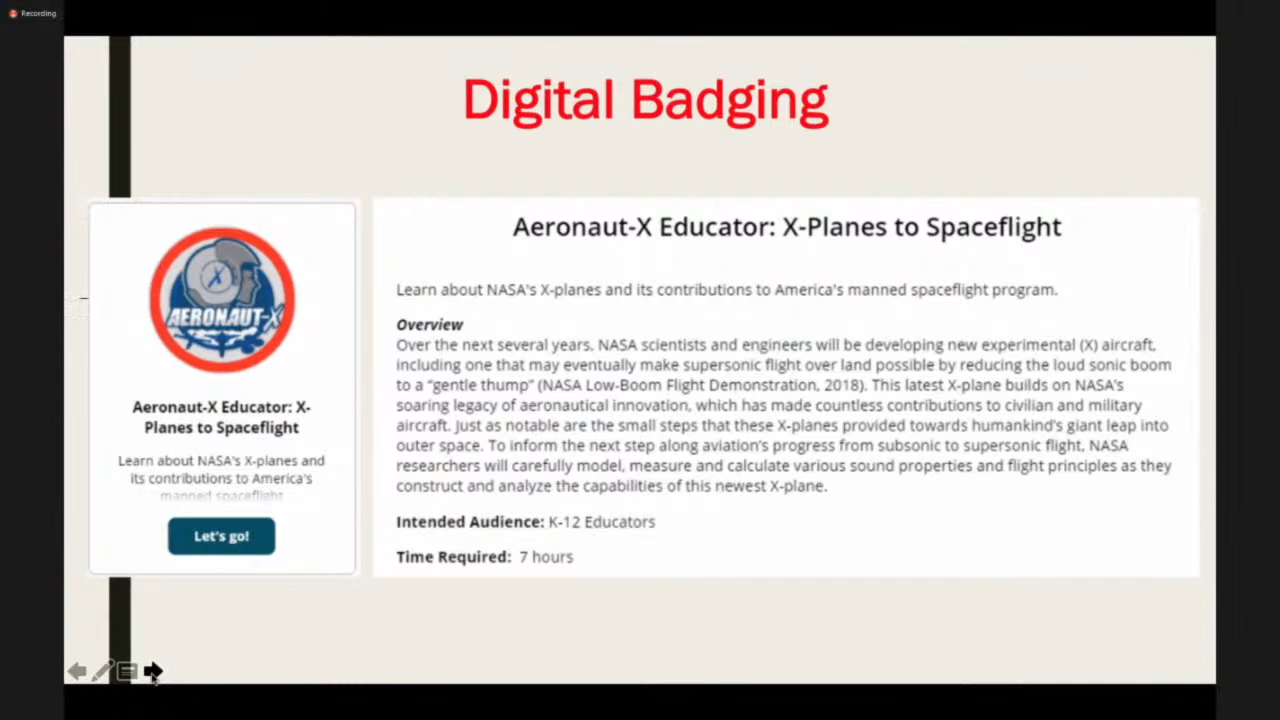 Recording
Digital Badging
AERONAUT-X
Aeronaut-X Educator: X-
Planes to Spaceflight
Learn about NASA's X-planes and
its contributions to America's
manned spaceflight
Let's go!
Aeronaut-X Educator: X-Planes to Spaceflight
Learn about NASA's X-planes and its contributions to America's manned spaceflight program.
Overview
Over the next several years, NASA scientists and engineers will be developing new experimental (X) aircraft,
including one that may eventually make supersonic flight over land possible by reducing the loud sonic boom
to a “gentle thump” (NASA Low-Boom Flight Demonstration, 2018). This latest X-plane builds on NASA’s
soaring legacy of aeronautical innovation, which has made countless contributions to civilian and military
aircraft. Just as notable are the small steps that these X-planes provided towards humankind’s giant leap into
outer space. To inform the next step along aviation’s progress from subsonic to supersonic flight, NASA
researchers will carefully model, measure and calculate various sound properties and flight principles as they
construct and analyze the capabilities of this newest X-plane.
Intended Audience: K-12 Educators
Time Required: 7 hours